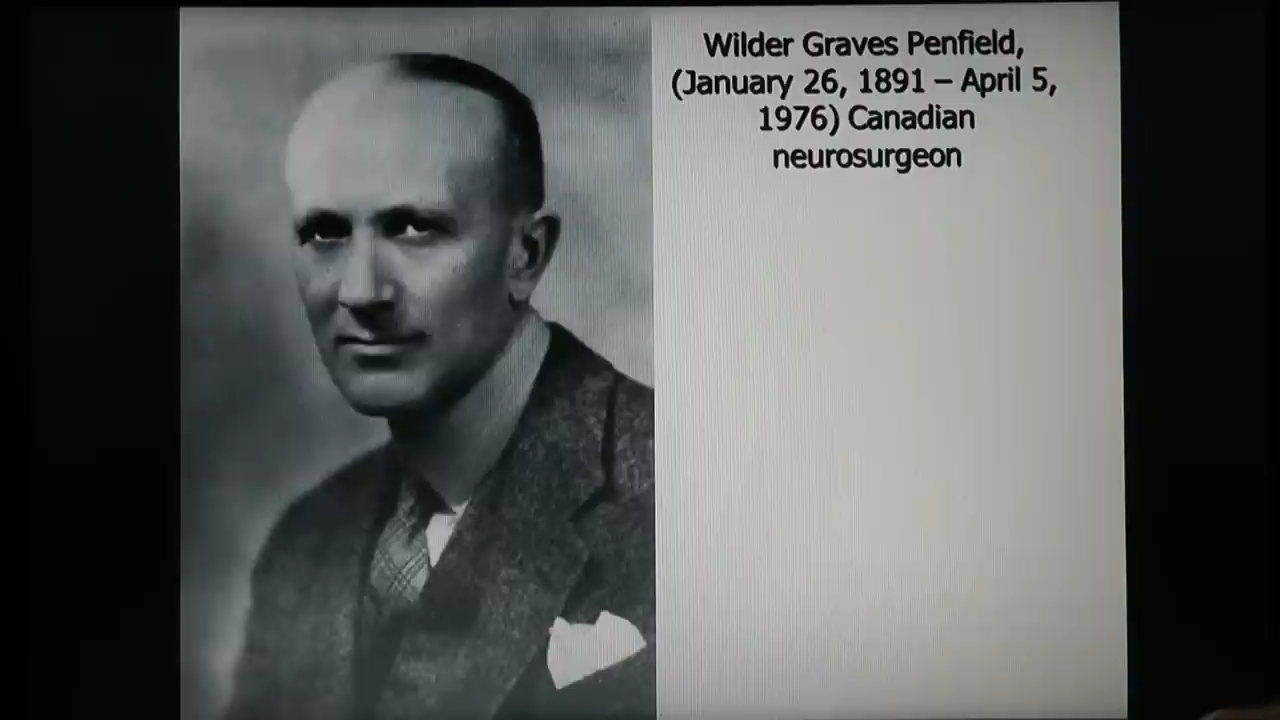 Wilder Graves Penfield,
(January 26, 1891 – April 5,
1976) Canadian
neurosurgeon